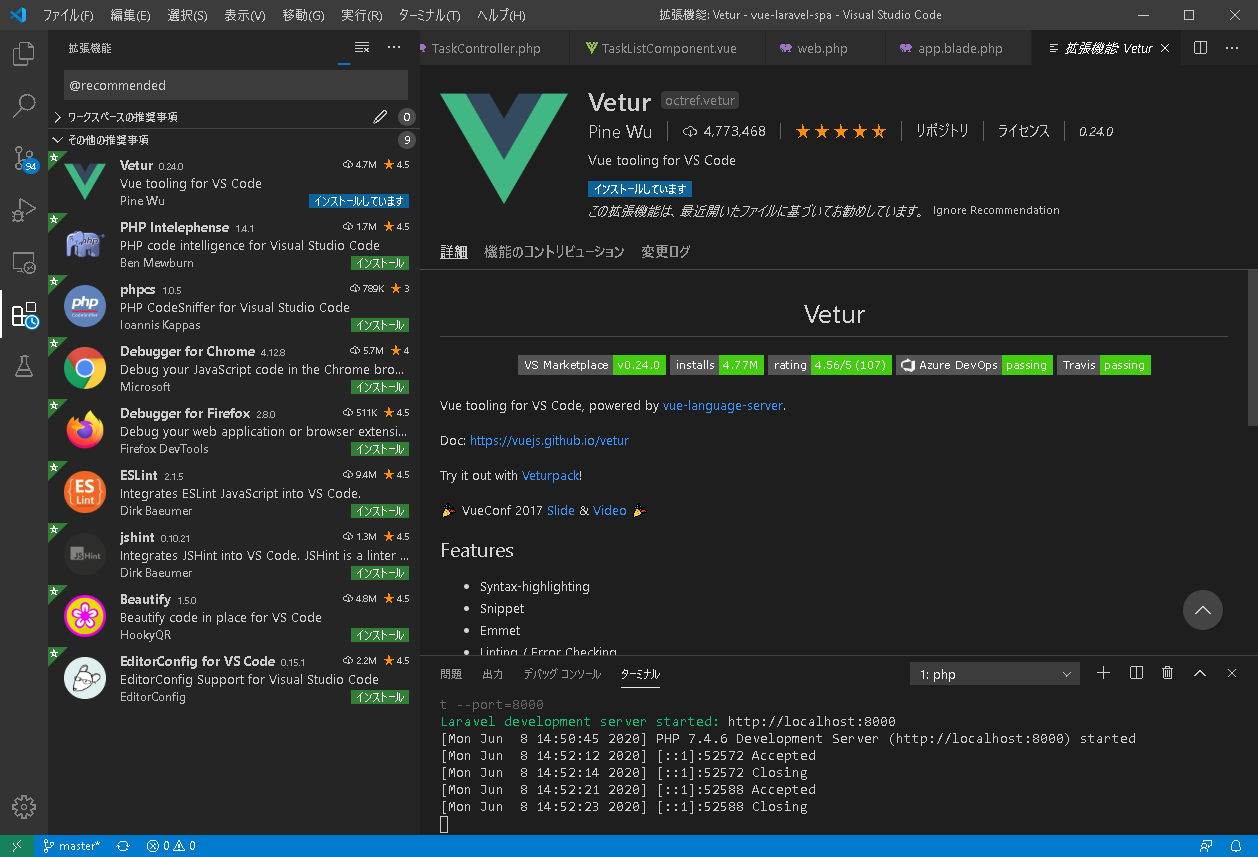 ファイル(F) 編集(E) 選択(S) 表示(V) 移動(G) 実行(R) ターミナル(T) ヘルプ(H) 拡張機能: Vetur - vue-laravel-spa - Visual Studio Code
拡張機能
TaskController.php TaskListComponent.vue web.php app.blade.php 拡張機能: Vetur
@recommended
ワークスペースの推奨事項 0
その他の推奨事項 9
Vetur 0.24.0 4.7M 4.5
Vue tooling for VS Code
Pine Wu インストールしています
PHP Intelephense 1.4.1 1.7M 4.5
PHP code intelligence for Visual Studio Code
Ben Mewburn インストール
phpcs 1.0.5 789K 3
PHP CodeSniffer for Visual Studio Code
Ioannis Kappas インストール
Debugger for Chrome 4.12.8 5.7M 4
Debug your JavaScript code in the Chrome bro...
Microsoft インストール
Debugger for Firefox 2.8.0 511K 4.5
Debug your web application or browser extensi...
Firefox DevTools インストール
ESLint 2.1.5 9.4M 4.5
Integrates ESLint JavaScript into VS Code.
Dirk Baeumer インストール
jshint 0.10.21 1.3M 4.5
Integrates JSHint into VS Code. JSHint is a linter ...
Dirk Baeumer インストール
Beautify 1.5.0 4.8M 4.5
Beautify code in place for VS Code
HookyQR インストール
EditorConfig for VS Code 0.15.1 2.2M 4.5
EditorConfig Support for Visual Studio Code
EditorConfig インストール
94
php
php
CodeSniffer
ES
Lint
JSHint
Vetur octref.vetur
Pine Wu 4,773,468 リポジトリ ライセンス 0.24.0
Vue tooling for VS Code
インストールしています
この拡張機能は、最近開いたファイルに基づいてお勧めしています。 Ignore Recommendation
詳細 機能のコントリビューション 変更ログ
Vetur
VS Marketplace v0.24.0 installs 4.77M rating 4.56/5 (107) Azure DevOps passing Travis passing
Vue tooling for VS Code, powered by vue-language-server.
Doc: https://vuejs.github.io/vetur
Try it out with Veturpack!
VueConf 2017 Slide & Video
Features
Syntax-highlighting
Snippet
Emmet
Linting / Error Checking
問題 出力 デバッグ コンソール ターミナル 1: php
t --port=8000
Laravel development server started: http://localhost:8000
[Mon Jun  8 14:50:45 2020] PHP 7.4.6 Development Server (http://localhost:8000) started
[Mon Jun  8 14:52:12 2020] [::1]:52572 Accepted
[Mon Jun  8 14:52:14 2020] [::1]:52572 Closing
[Mon Jun  8 14:52:21 2020] [::1]:52588 Accepted
[Mon Jun  8 14:52:23 2020] [::1]:52588 Closing
master* 0 0